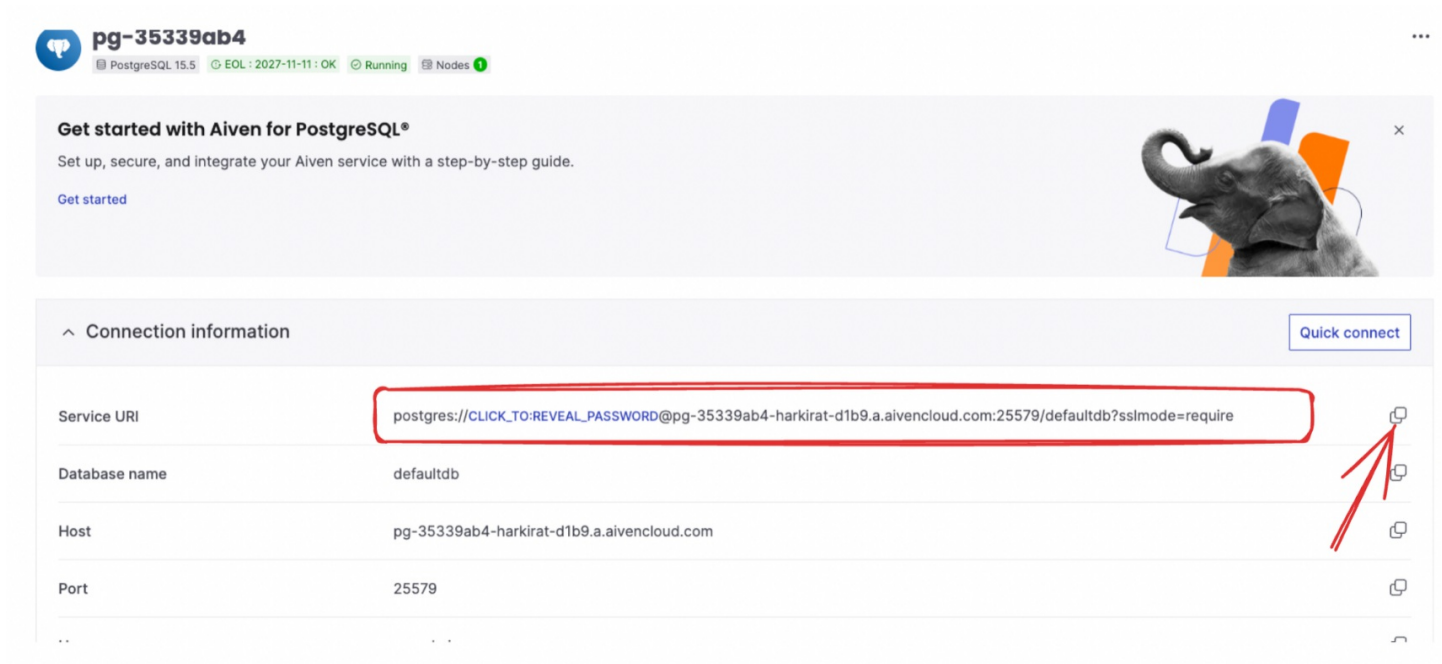 pg-35339ab4
PostgreSQL 15.5 EOL : 2027-11-11 : OK Running Nodes 1
Get started with Aiven for PostgreSQL®
Set up, secure, and integrate your Aiven service with a step-by-step guide.
Get started
Connection information
Quick connect
Service URI postgres://CLICK_TO:REVEAL_PASSWORD@pg-35339ab4-harkirat-d1b9.a.aivencloud.com:25579/defaultdb?sslmode=require
Database name defaultdb
Host pg-35339ab4-harkirat-d1b9.a.aivencloud.com
Port 25579